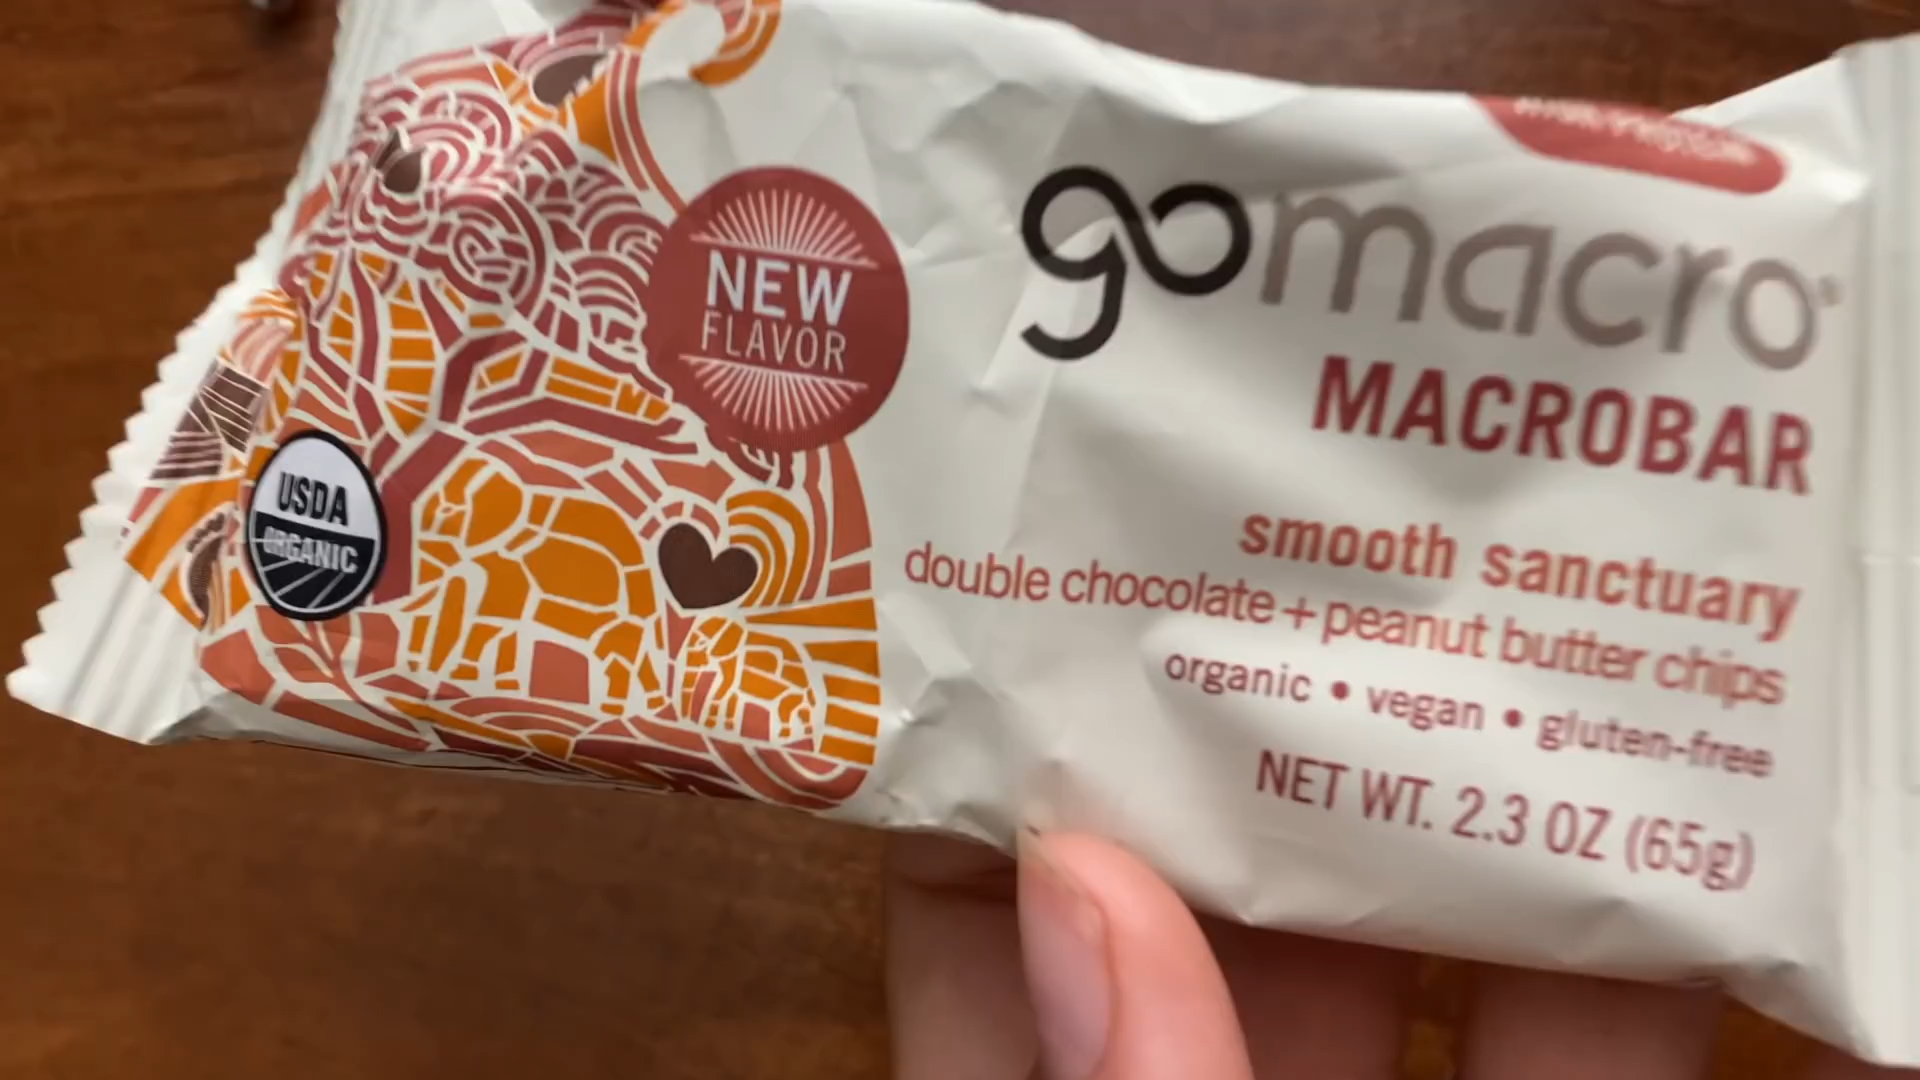 NEW
FLAVOR
USDA
ORGANIC
gomacro
MACROBAR
smooth sanctuary
double chocolate + peanut butter chips
organic • vegan • gluten-free
NET WT. 2.3 OZ (65g)